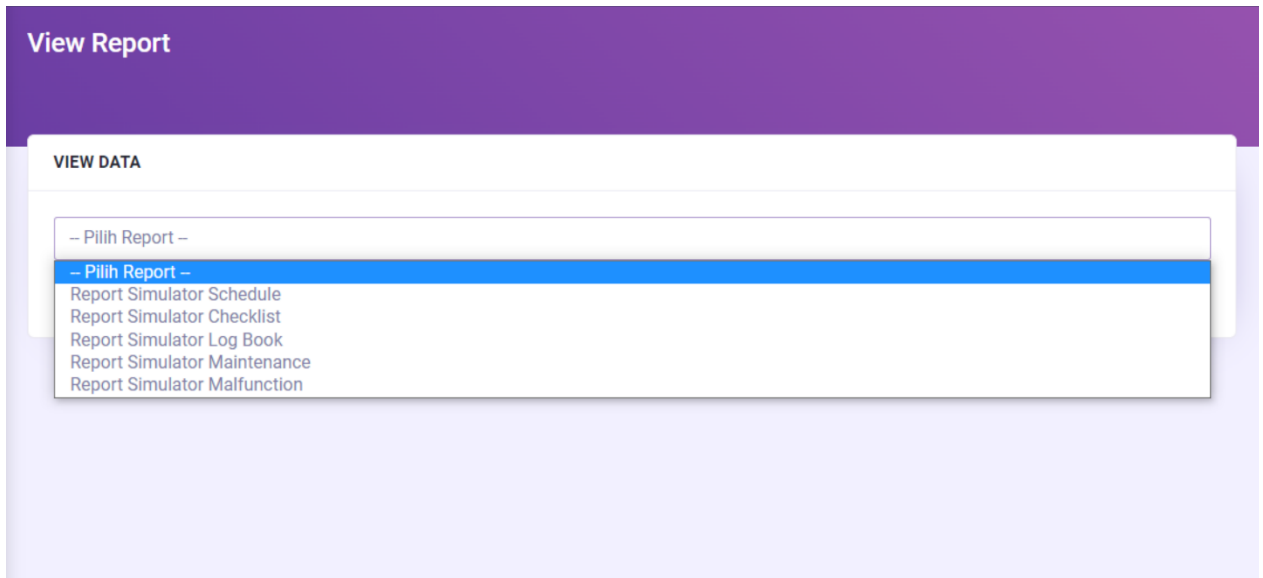 View Report
VIEW DATA
-- Pilih Report --
-- Pilih Report --
Report Simulator Schedule
Report Simulator Checklist
Report Simulator Log Book
Report Simulator Maintenance
Report Simulator Malfunction